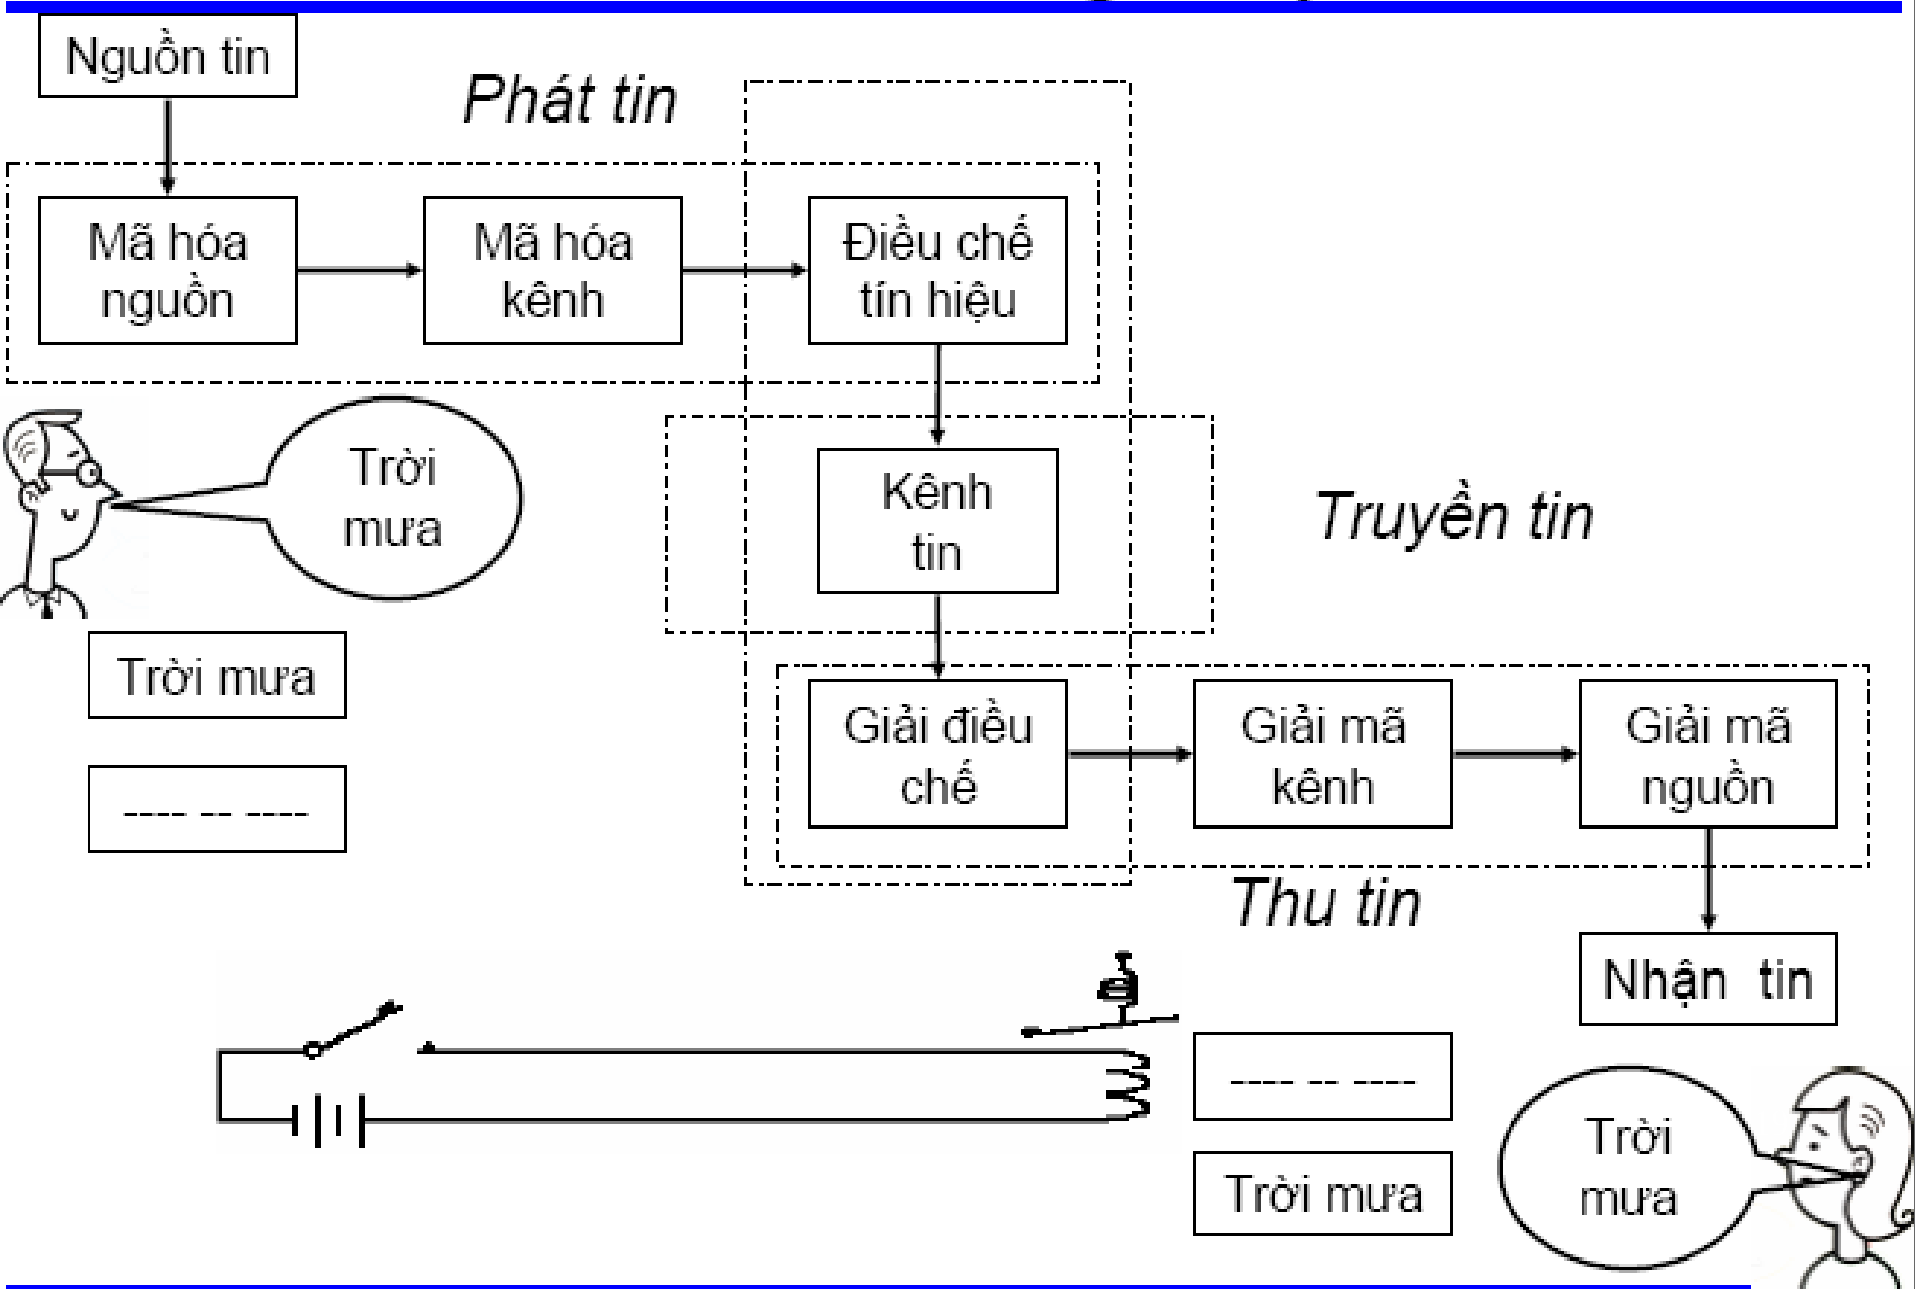 Nguồn tin
Phát tin
Mã hóa
nguồn
Mã hóa
kênh
Điều chế
tín hiệu
Trời
mưa
Kênh
tin
Truyền tin
Trời mưa
---- -- ----
Giải điều
chế
Giải mã
kênh
Giải mã
nguồn
Thu tin
Nhận tin
---- -- ----
Trời mưa
Trời
mưa